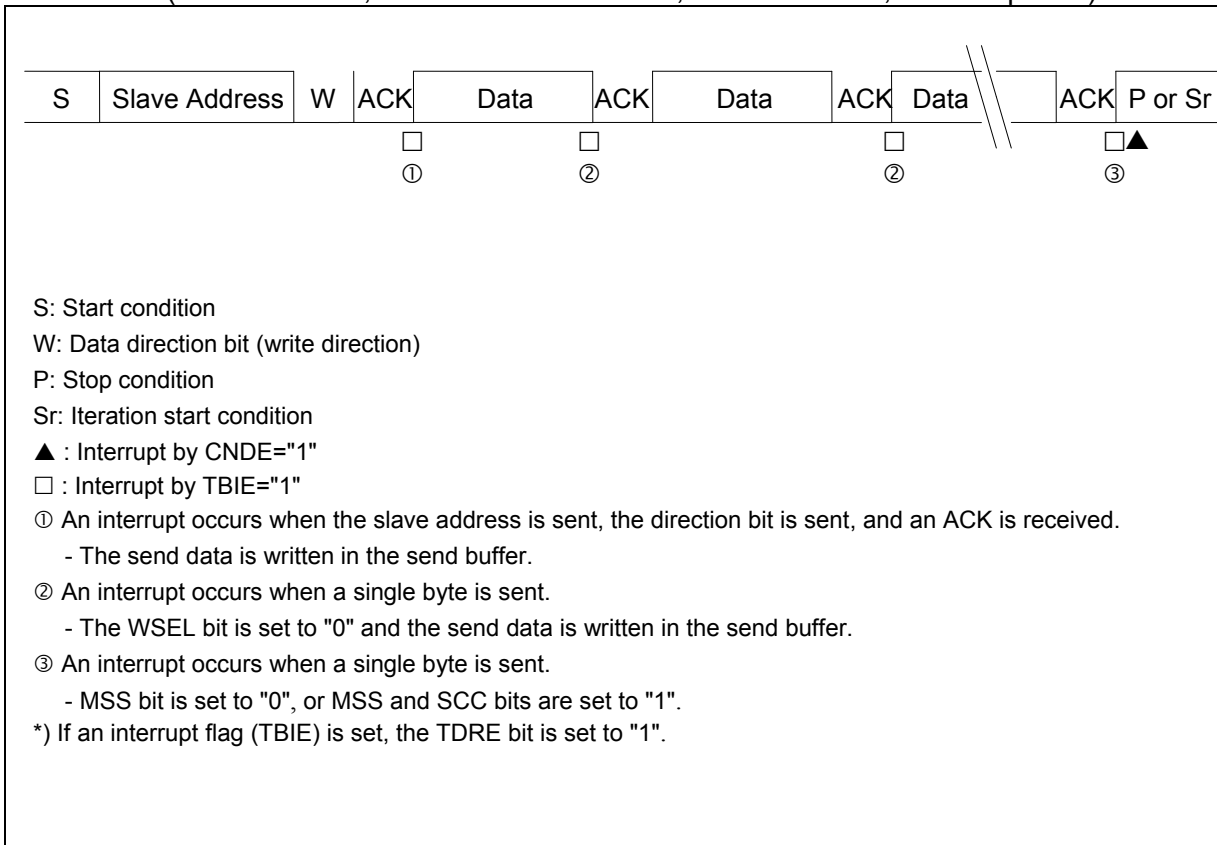 S Slave Address W ACK Data ACK Data ACK Data ACK P or Sr
□ □ □ □▲
① ② ② ③
S: Start condition
W: Data direction bit (write direction)
P: Stop condition
Sr: Iteration start condition
▲ : Interrupt by CNDE="1"
□ : Interrupt by TBIE="1"
① An interrupt occurs when the slave address is sent, the direction bit is sent, and an ACK is received.
- The send data is written in the send buffer.
② An interrupt occurs when a single byte is sent.
- The WSEL bit is set to "0" and the send data is written in the send buffer.
③ An interrupt occurs when a single byte is sent.
- MSS bit is set to "0", or MSS and SCC bits are set to "1".
*) If an interrupt flag (TBIE) is set, the TDRE bit is set to "1".